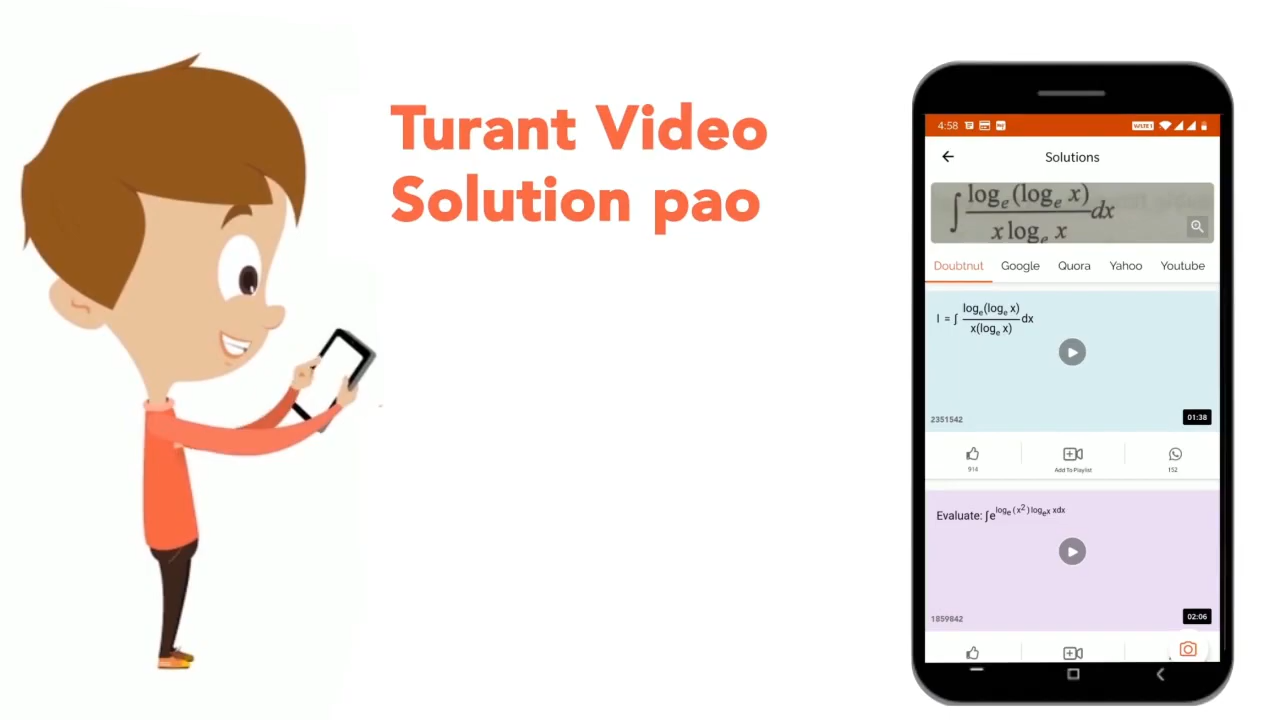 Turant Video
Solution pao
4:58
Solutions
∫ logₑ(logₑ x) / x logₑ x dx
Doubtnut Google Quora Yahoo Youtube
I = ∫ logₑ(logₑ x) / x(logₑ x) dx
2351542 01:38
914 Add To Playlist 152
Evaluate: ∫e^logₑ(x²)logₑx xdx
1859842 02:06